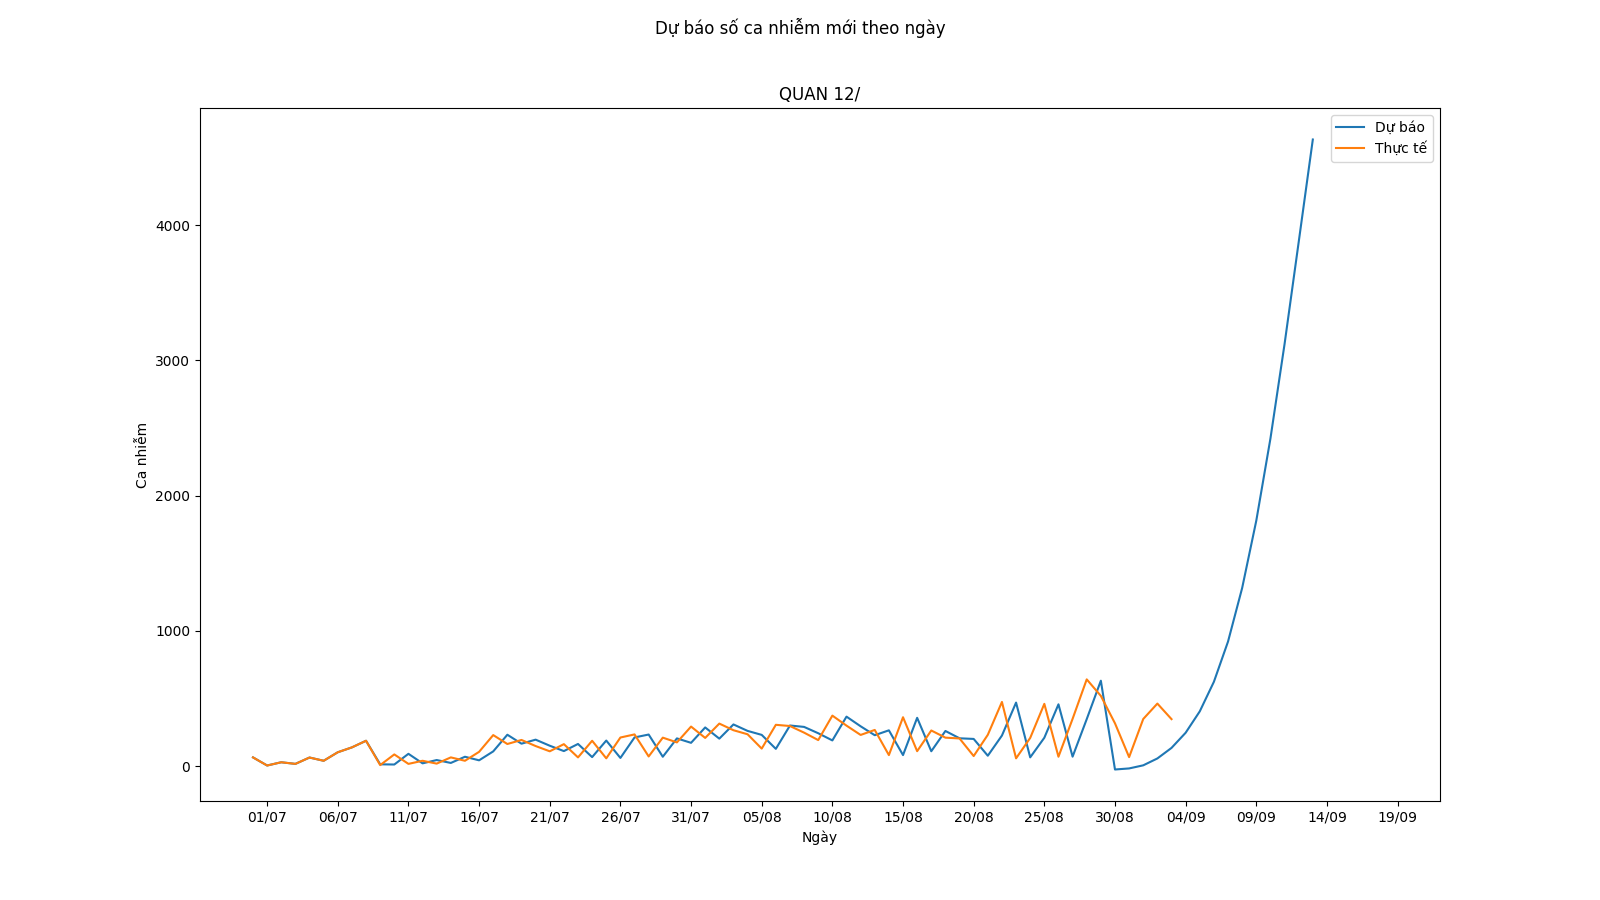 Dự báo số ca nhiễm mới theo ngày
QUAN 12/
Dự báo
Thực tế
Ca nhiễm
4000
3000
2000
1000
0
01/07 06/07 11/07 16/07 21/07 26/07 31/07 05/08 10/08 15/08 20/08 25/08 30/08 04/09 09/09 14/09 19/09
Ngày